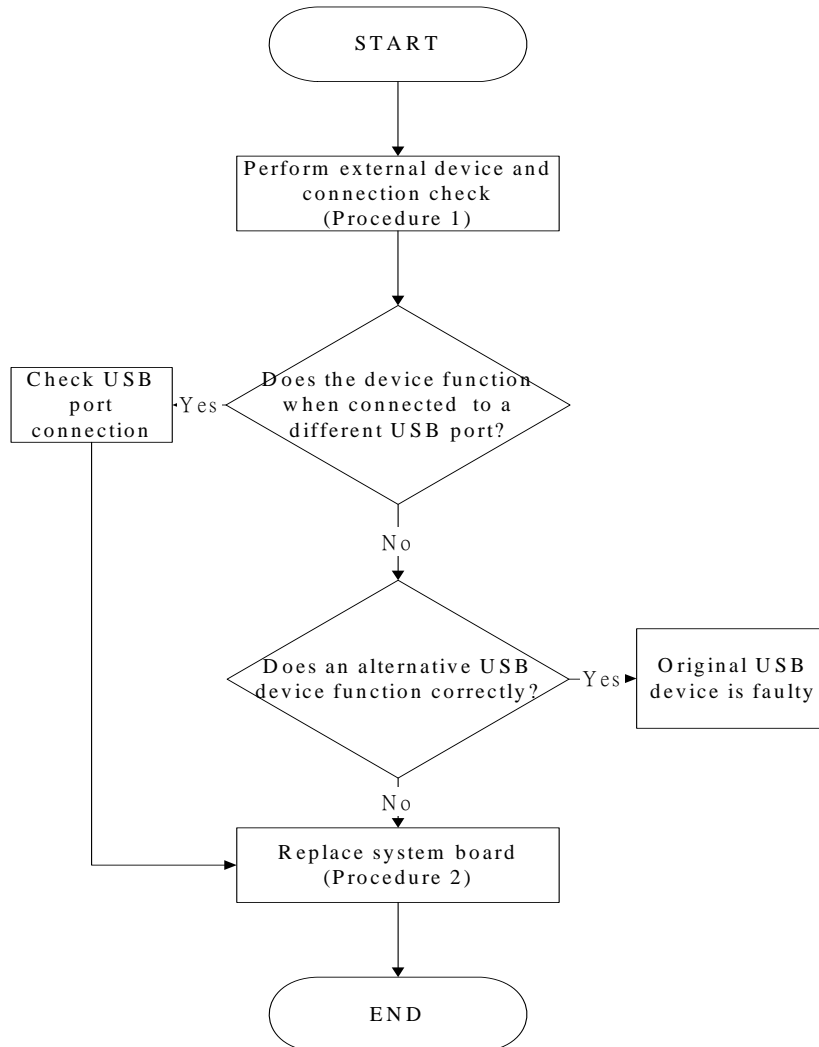 START
Perform external device and
connection check
(Procedure 1)
Does the device function
when connected to a
different USB port?
Yes
Check USB
port
connection
No
Does an alternative USB
device function correctly?
Yes
Original USB
device is faulty
No
Replace system board
(Procedure 2)
END